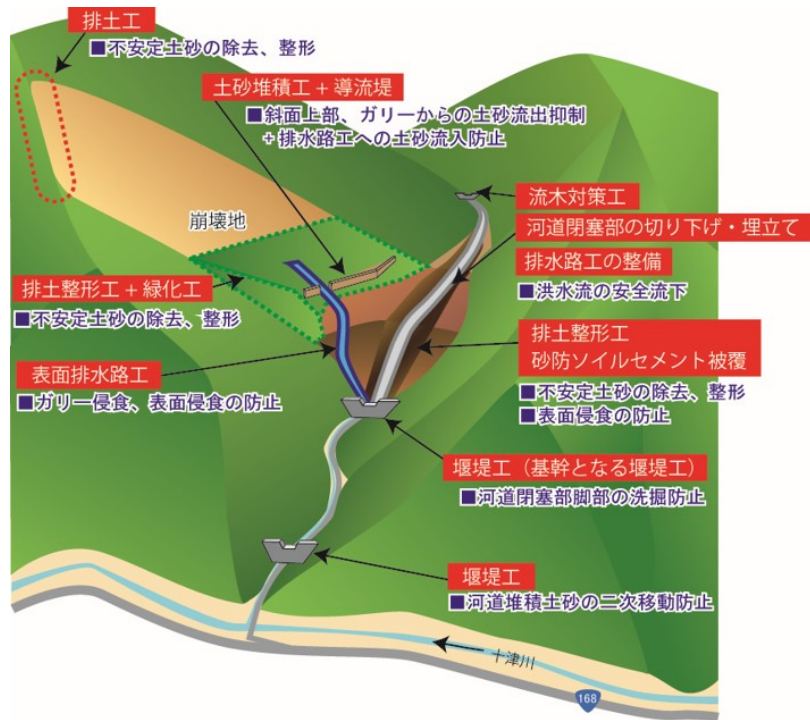 排土工
■不安定土砂の除去、整形
土砂堆積工＋導流堤
■斜面上部、ガリーからの土砂流出抑制
＋排水路工への土砂流入防止
流木対策工
崩壊地
河道閉塞部の切り下げ・埋立て
排水路工の整備
■洪水流の安全流下
排土整形工＋緑化工
■不安定土砂の除去、整形
排土整形工
砂防ソイルセメント被覆
■不安定土砂の除去、整形
■表面侵食の防止
表面排水路工
■ガリー侵食、表面侵食の防止
堰堤工（基幹となる堰堤工）
■河道閉塞部脚部の洗掘防止
堰堤工
■河道堆積土砂の二次移動防止
十津川
168